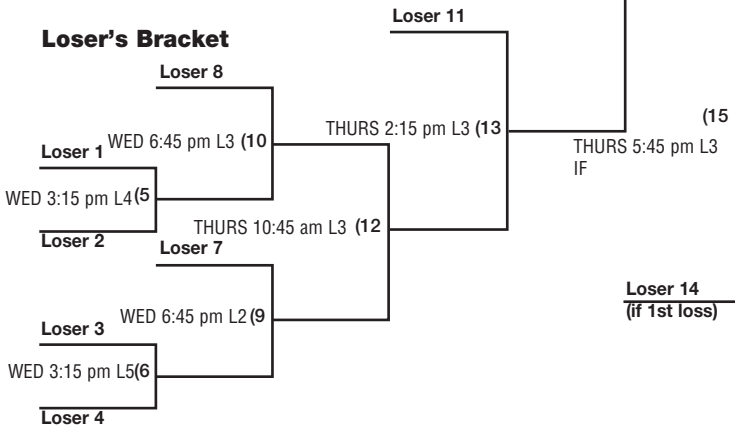 Loser 11
Loser's Bracket
Loser 8
(15
WED 6:45 pm L3 (10
THURS 2:15 pm L3 (13
THURS 5:45 pm L3
IF
Loser 1
WED 3:15 pm L4(5
THURS 10:45 am L3 (12
Loser 2
Loser 7
Loser 14
(if 1st loss)
WED 6:45 pm L2(9
Loser 3
WED 3:15 pm L5(6
Loser 4